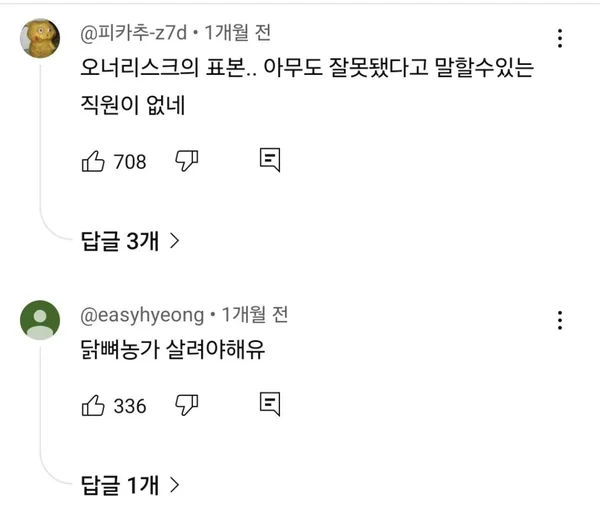 @피카추-z7d • 1개월 전
오너리스크의 표본.. 아무도 잘못됐다고 말할수있는
직원이 없네
708
답글 3개
@easyhyeong • 1개월 전
닭뼈농가 살려야해유
336
답글 1개